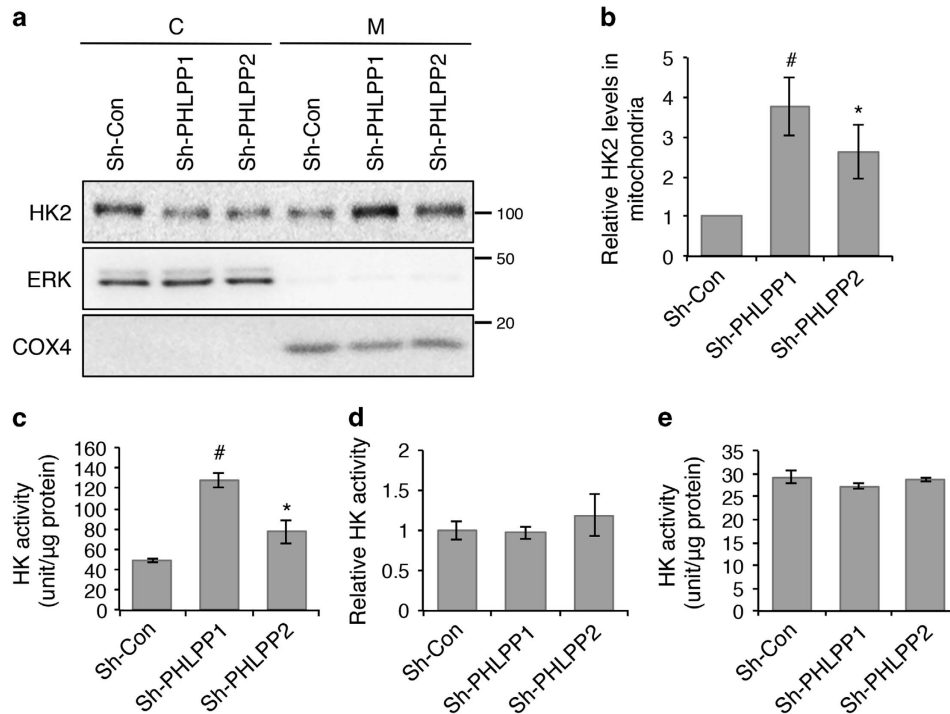 a
C M
Sh-Con Sh-PHLPP1 Sh-PHLPP2 Sh-Con Sh-PHLPP1 Sh-PHLPP2
HK2
100
ERK
50
COX4
20
b
Relative HK2 levels in
mitochondria
5
4
3
2
1
0
#
*
Sh-Con Sh-PHLPP1 Sh-PHLPP2
c
HK activity
(unit/µg protein)
160
140
120
100
80
60
40
20
0
#
*
Sh-Con Sh-PHLPP1 Sh-PHLPP2
d
Relative HK activity
2
1.5
1
0.5
0
Sh-Con Sh-PHLPP1 Sh-PHLPP2
e
HK activity
(unit/µg protein)
35
30
25
20
15
10
5
0
Sh-Con Sh-PHLPP1 Sh-PHLPP2